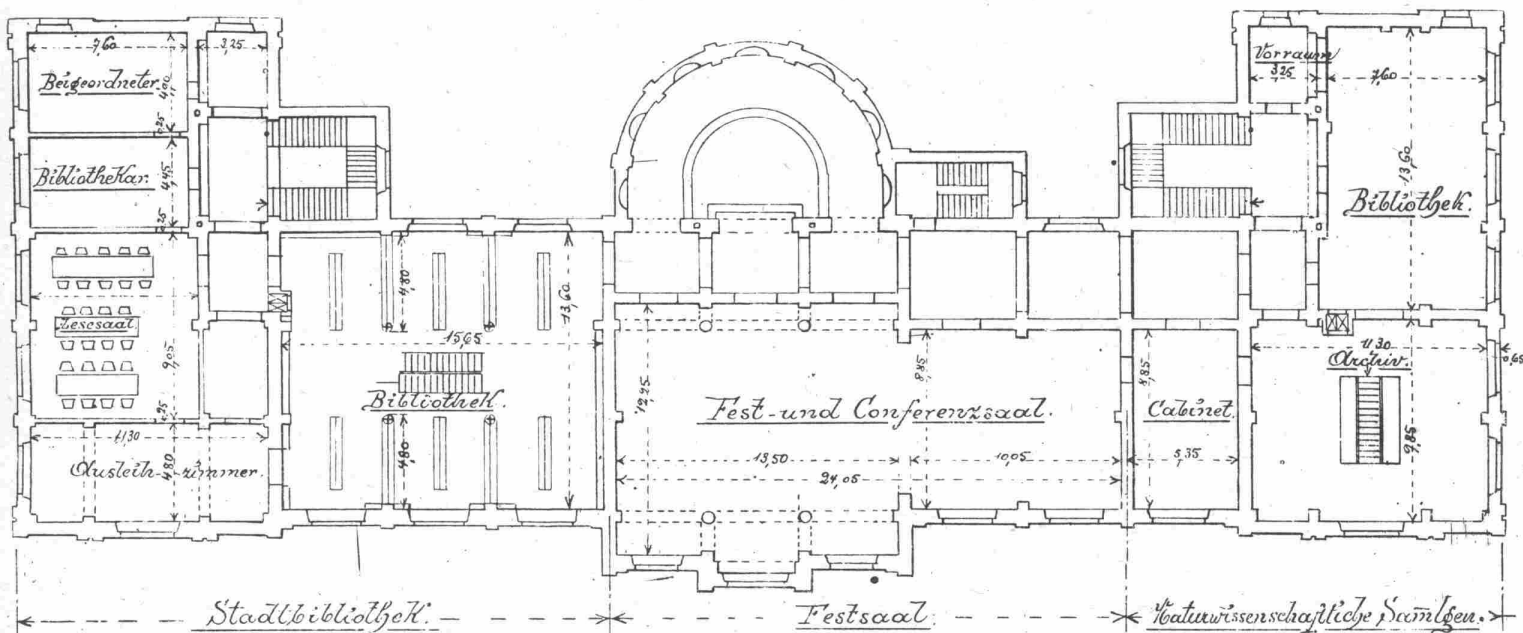 7,60
3,25
Beigeordneter.
4,90
0,25
Bibliothekar.
4,45
0,25
Lesesaal
9,05
0,25
11,30
4,80
Ausleih-zimmer.
4,80
13,60
15,65
Bibliothek.
4,80
12,25
Fest-und Conferenzsaal.
8,85
13,50
10,05
24,05
8,85
Cabinet.
5,35
Vorraum
3,25
7,60
13,60
Bibliothek.
11,30
0,65
Archiv.
9,85
Stadtbibliothek.
Festsaal
Naturwissenschaftliche Samlgen.